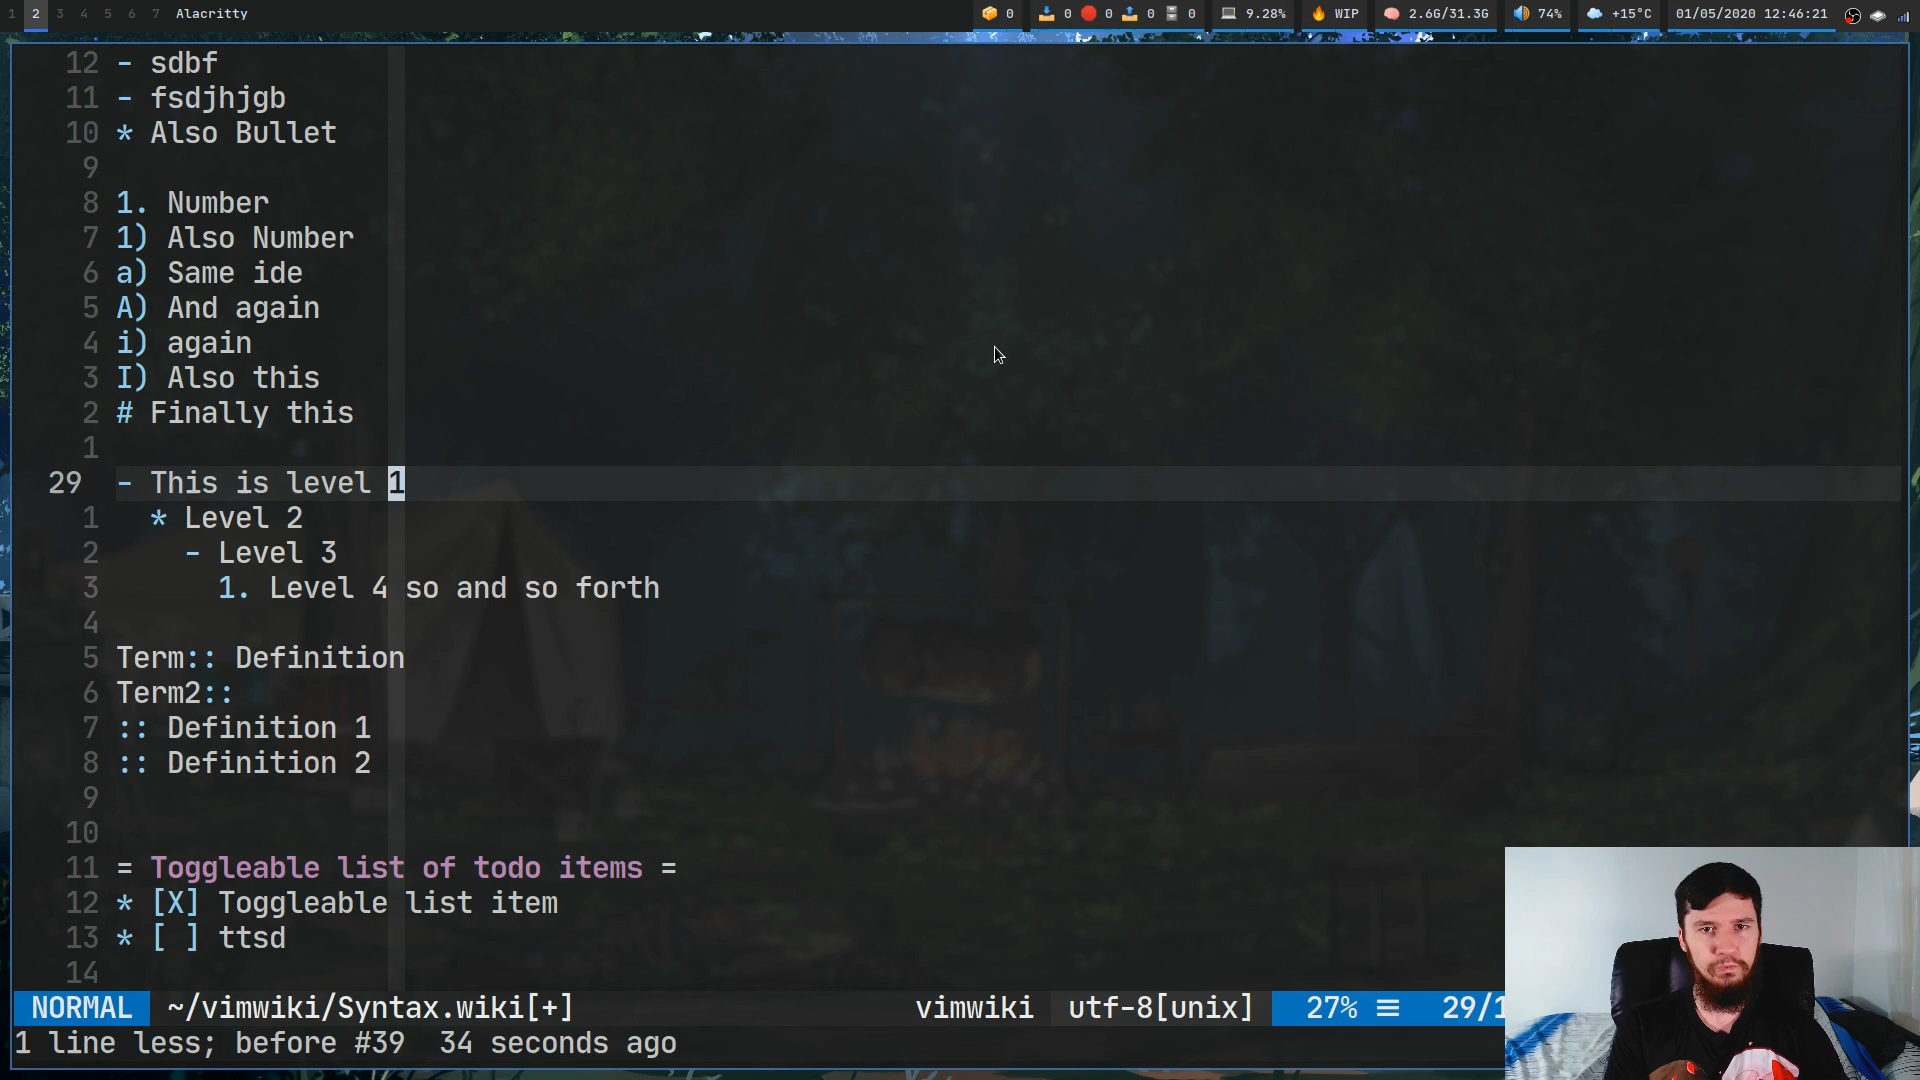 1 2 3 4 5 6 7 Alacritty 0 0 0 0 0 9.28% WIP 2.6G/31.3G 74% +15°C 01/05/2020 12:46:21
12 - sdbf
11 - fsdjhjgb
10 * Also Bullet
9
8 1. Number
7 1) Also Number
6 a) Same ide
5 A) And again
4 i) again
3 I) Also this
2 # Finally this
1
29 - This is level 1
1 * Level 2
2 - Level 3
3 1. Level 4 so and so forth
4
5 Term:: Definition
6 Term2::
7 :: Definition 1
8 :: Definition 2
9
10
11 = Toggleable list of todo items =
12 * [X] Toggleable list item
13 * [ ] ttsd
14
NORMAL ~/vimwiki/Syntax.wiki[+] vimwiki utf-8[unix] 27% ≡ 29/1
1 line less; before #39 34 seconds ago